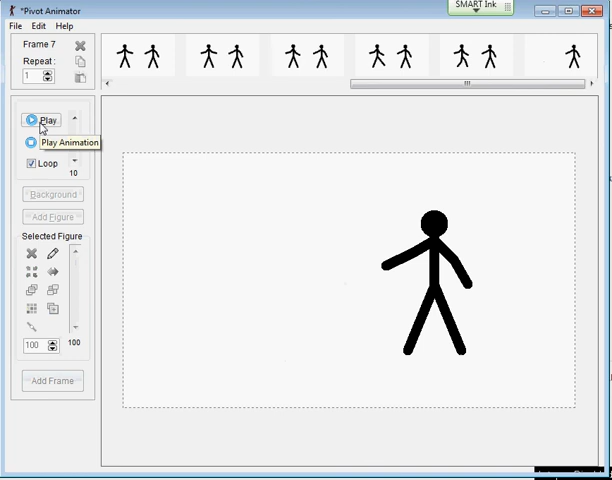 *Pivot Animator
SMART Ink
File Edit Help
Frame 7
Repeat :
1
Play
Play Animation
Loop
10
Background
Add Figure
Selected Figure
100
100
Add Frame